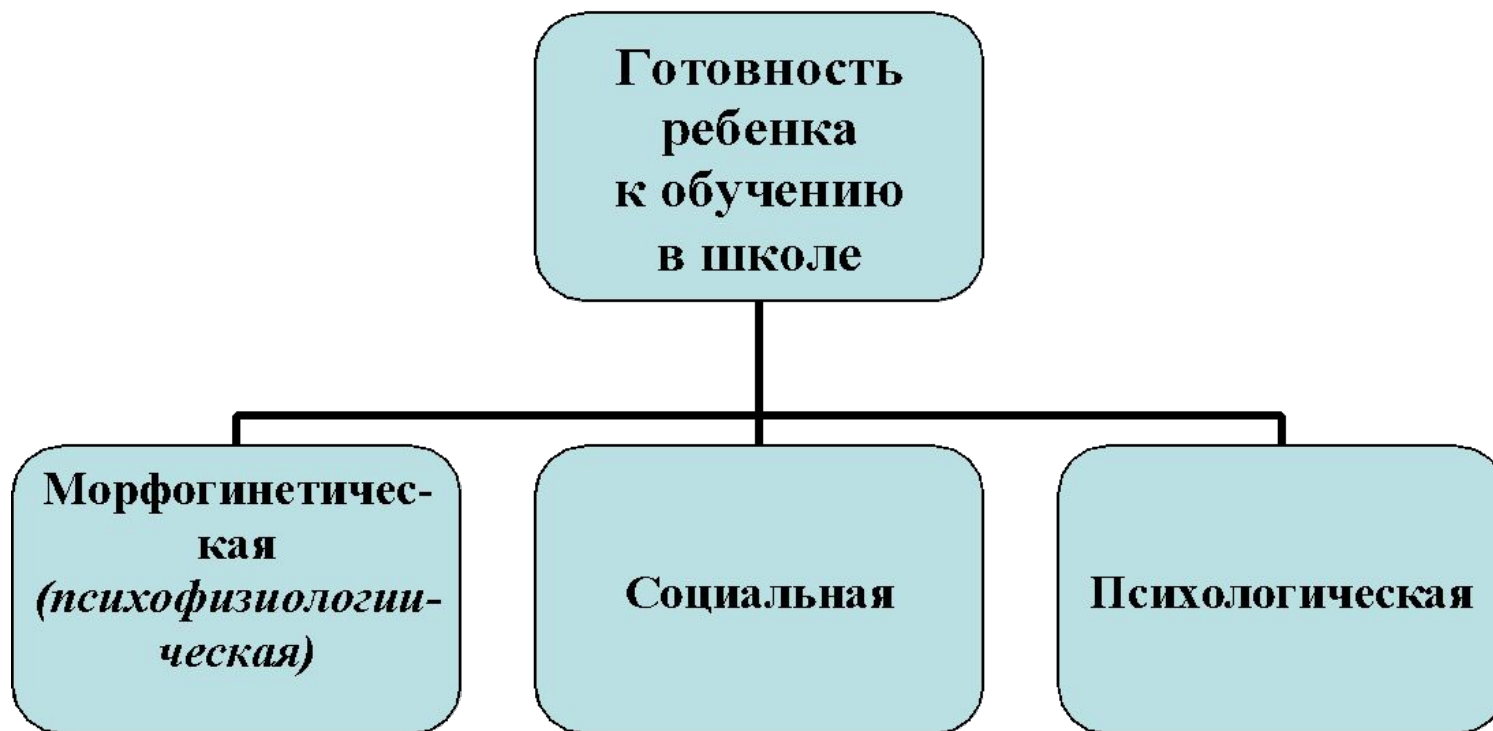 Готовность
ребенка
к обучению
в школе
Морфогинетичес-
кая
(психофизиологии-
ческая)
Социальная
Психологическая